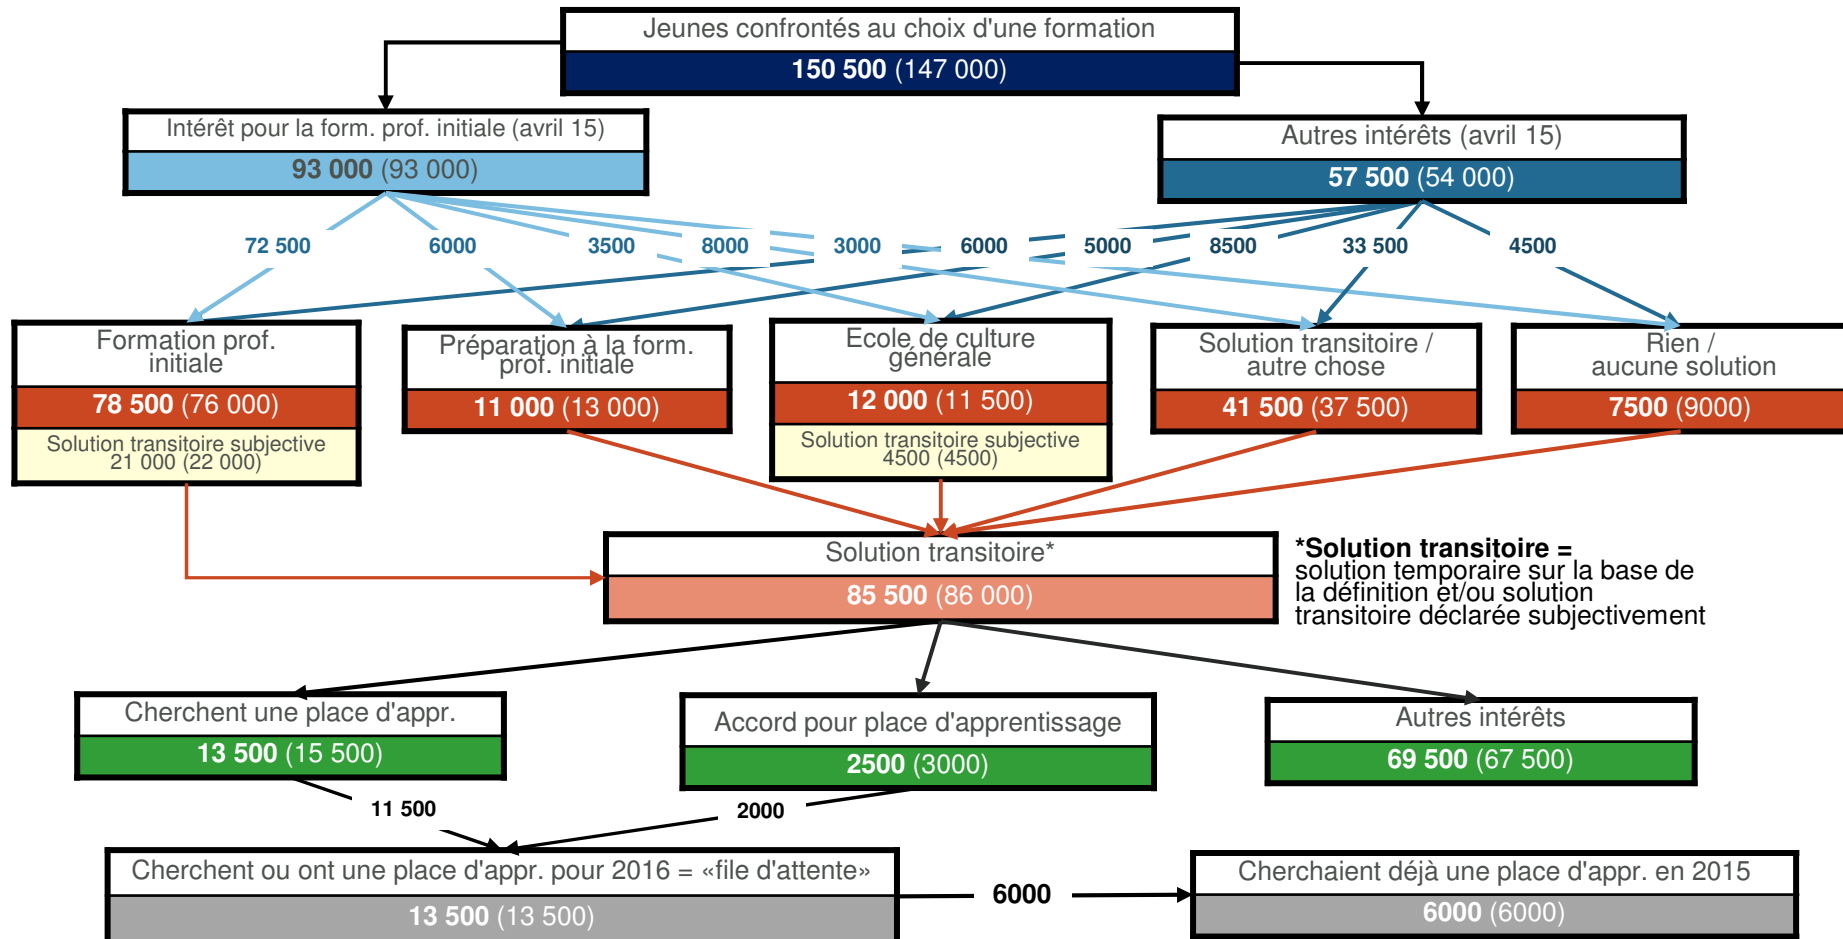 Jeunes confrontés au choix d'une formation
150 500 (147 000)
Intérêt pour la form. prof. initiale (avril 15)
93 000 (93 000)
Autres intérêts (avril 15)
57 500 (54 000)
72 500
6000
3500
8000
3000
6000
5000
8500
33 500
4500
Formation prof.
initiale
78 500 (76 000)
Solution transitoire subjective
21 000 (22 000)
Préparation à la form.
prof. initiale
11 000 (13 000)
Ecole de culture
générale
12 000 (11 500)
Solution transitoire subjective
4500 (4500)
Solution transitoire /
autre chose
41 500 (37 500)
Rien /
aucune solution
7500 (9000)
Solution transitoire*
85 500 (86 000)
*Solution transitoire =
solution temporaire sur la base de
la définition et/ou solution
transitoire déclarée subjectivement
Cherchent une place d'appr.
13 500 (15 500)
Accord pour place d'apprentissage
2500 (3000)
Autres intérêts
69 500 (67 500)
11 500
2000
Cherchent ou ont une place d'appr. pour 2016 = «file d'attente»
13 500 (13 500)
6000
Cherchaient déjà une place d'appr. en 2015
6000 (6000)